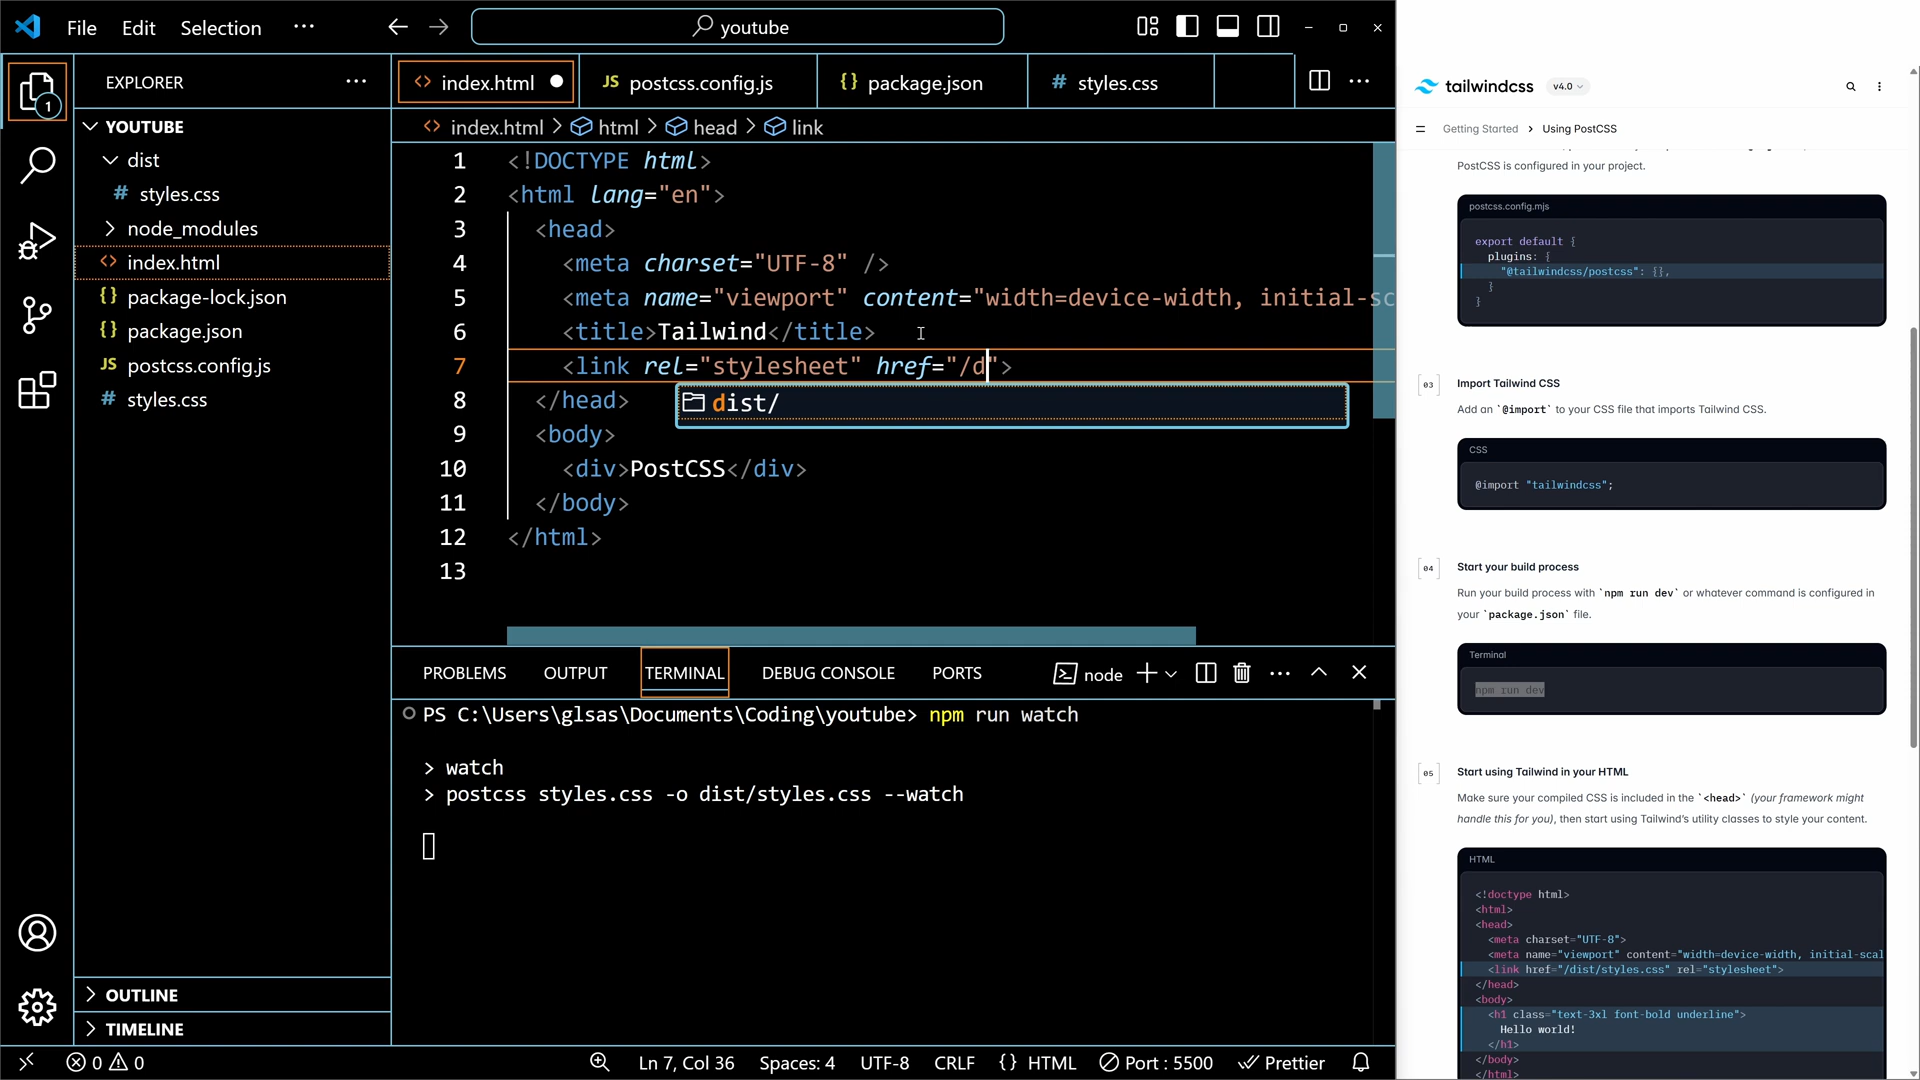 File Edit Selection ···
youtube
EXPLORER ···
1
YOUTUBE
dist
# styles.css
node_modules
<> index.html
{} package-lock.json
{} package.json
JS postcss.config.js
# styles.css
OUTLINE
TIMELINE
<> index.html
JS postcss.config.js
{} package.json
# styles.css
···
<> index.html > html > head > link
1 <!DOCTYPE html>
2 <html lang="en">
3 <head>
4 <meta charset="UTF-8" />
5 <meta name="viewport" content="width=device-width, initial-sc
6 <title>Tailwind</title>
7 <link rel="stylesheet" href="/d">
dist/
8 </head>
9 <body>
10 <div>PostCSS</div>
11 </body>
12 </html>
13
PROBLEMS OUTPUT TERMINAL DEBUG CONSOLE PORTS
node
···
PS C:\Users\glsas\Documents\Coding\youtube> npm run watch
> watch
> postcss styles.css -o dist/styles.css --watch
0 0
Ln 7, Col 36 Spaces: 4 UTF-8 CRLF {} HTML Port : 5500 Prettier
tailwindcss v4.0
Getting Started > Using PostCSS
PostCSS is configured in your project.
postcss.config.mjs
export default {
plugins: {
"@tailwindcss/postcss": {},
}
}
03 Import Tailwind CSS
Add an `@import` to your CSS file that imports Tailwind CSS.
CSS
@import "tailwindcss";
04 Start your build process
Run your build process with `npm run dev` or whatever command is configured in
your `package.json` file.
Terminal
npm run dev
05 Start using Tailwind in your HTML
Make sure your compiled CSS is included in the `<head>` (your framework might
handle this for you), then start using Tailwind's utility classes to style your content.
HTML
<!doctype html>
<html>
<head>
<meta charset="UTF-8">
<meta name="viewport" content="width=device-width, initial-scal
<link href="/dist/styles.css" rel="stylesheet">
</head>
<body>
<h1 class="text-3xl font-bold underline">
Hello world!
</h1>
</body>
</html>